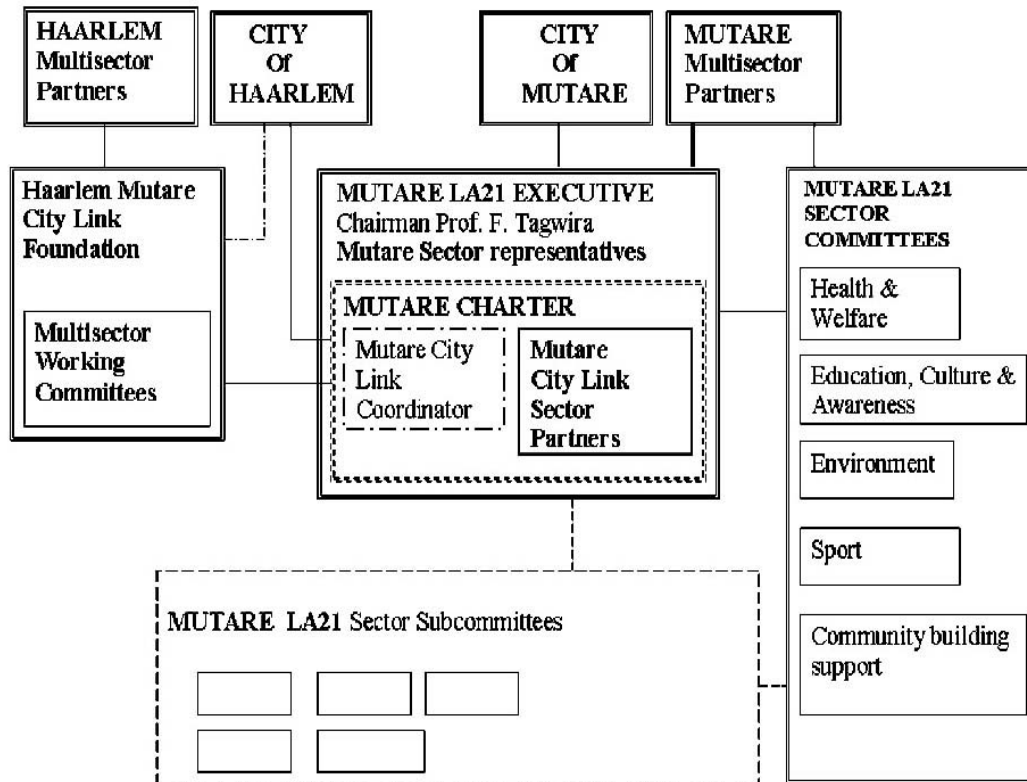 HAARLEM
Multisector
Partners
CITY
Of
HAARLEM
CITY
Of
MUTARE
MUTARE
Multisector
Partners
Haarlem Mutare
City Link
Foundation
Multisector
Working
Committees
MUTARE LA21 EXECUTIVE
Chairman Prof. F. Tagwira
Mutare Sector representatives
MUTARE CHARTER
Mutare City
Link
Coordinator
Mutare
City Link
Sector
Partners
MUTARE LA21
SECTOR
COMMITTEES
Health &
Welfare
Education, Culture &
Awareness
Environment
Sport
Community building
support
MUTARE LA21 Sector Subcommittees